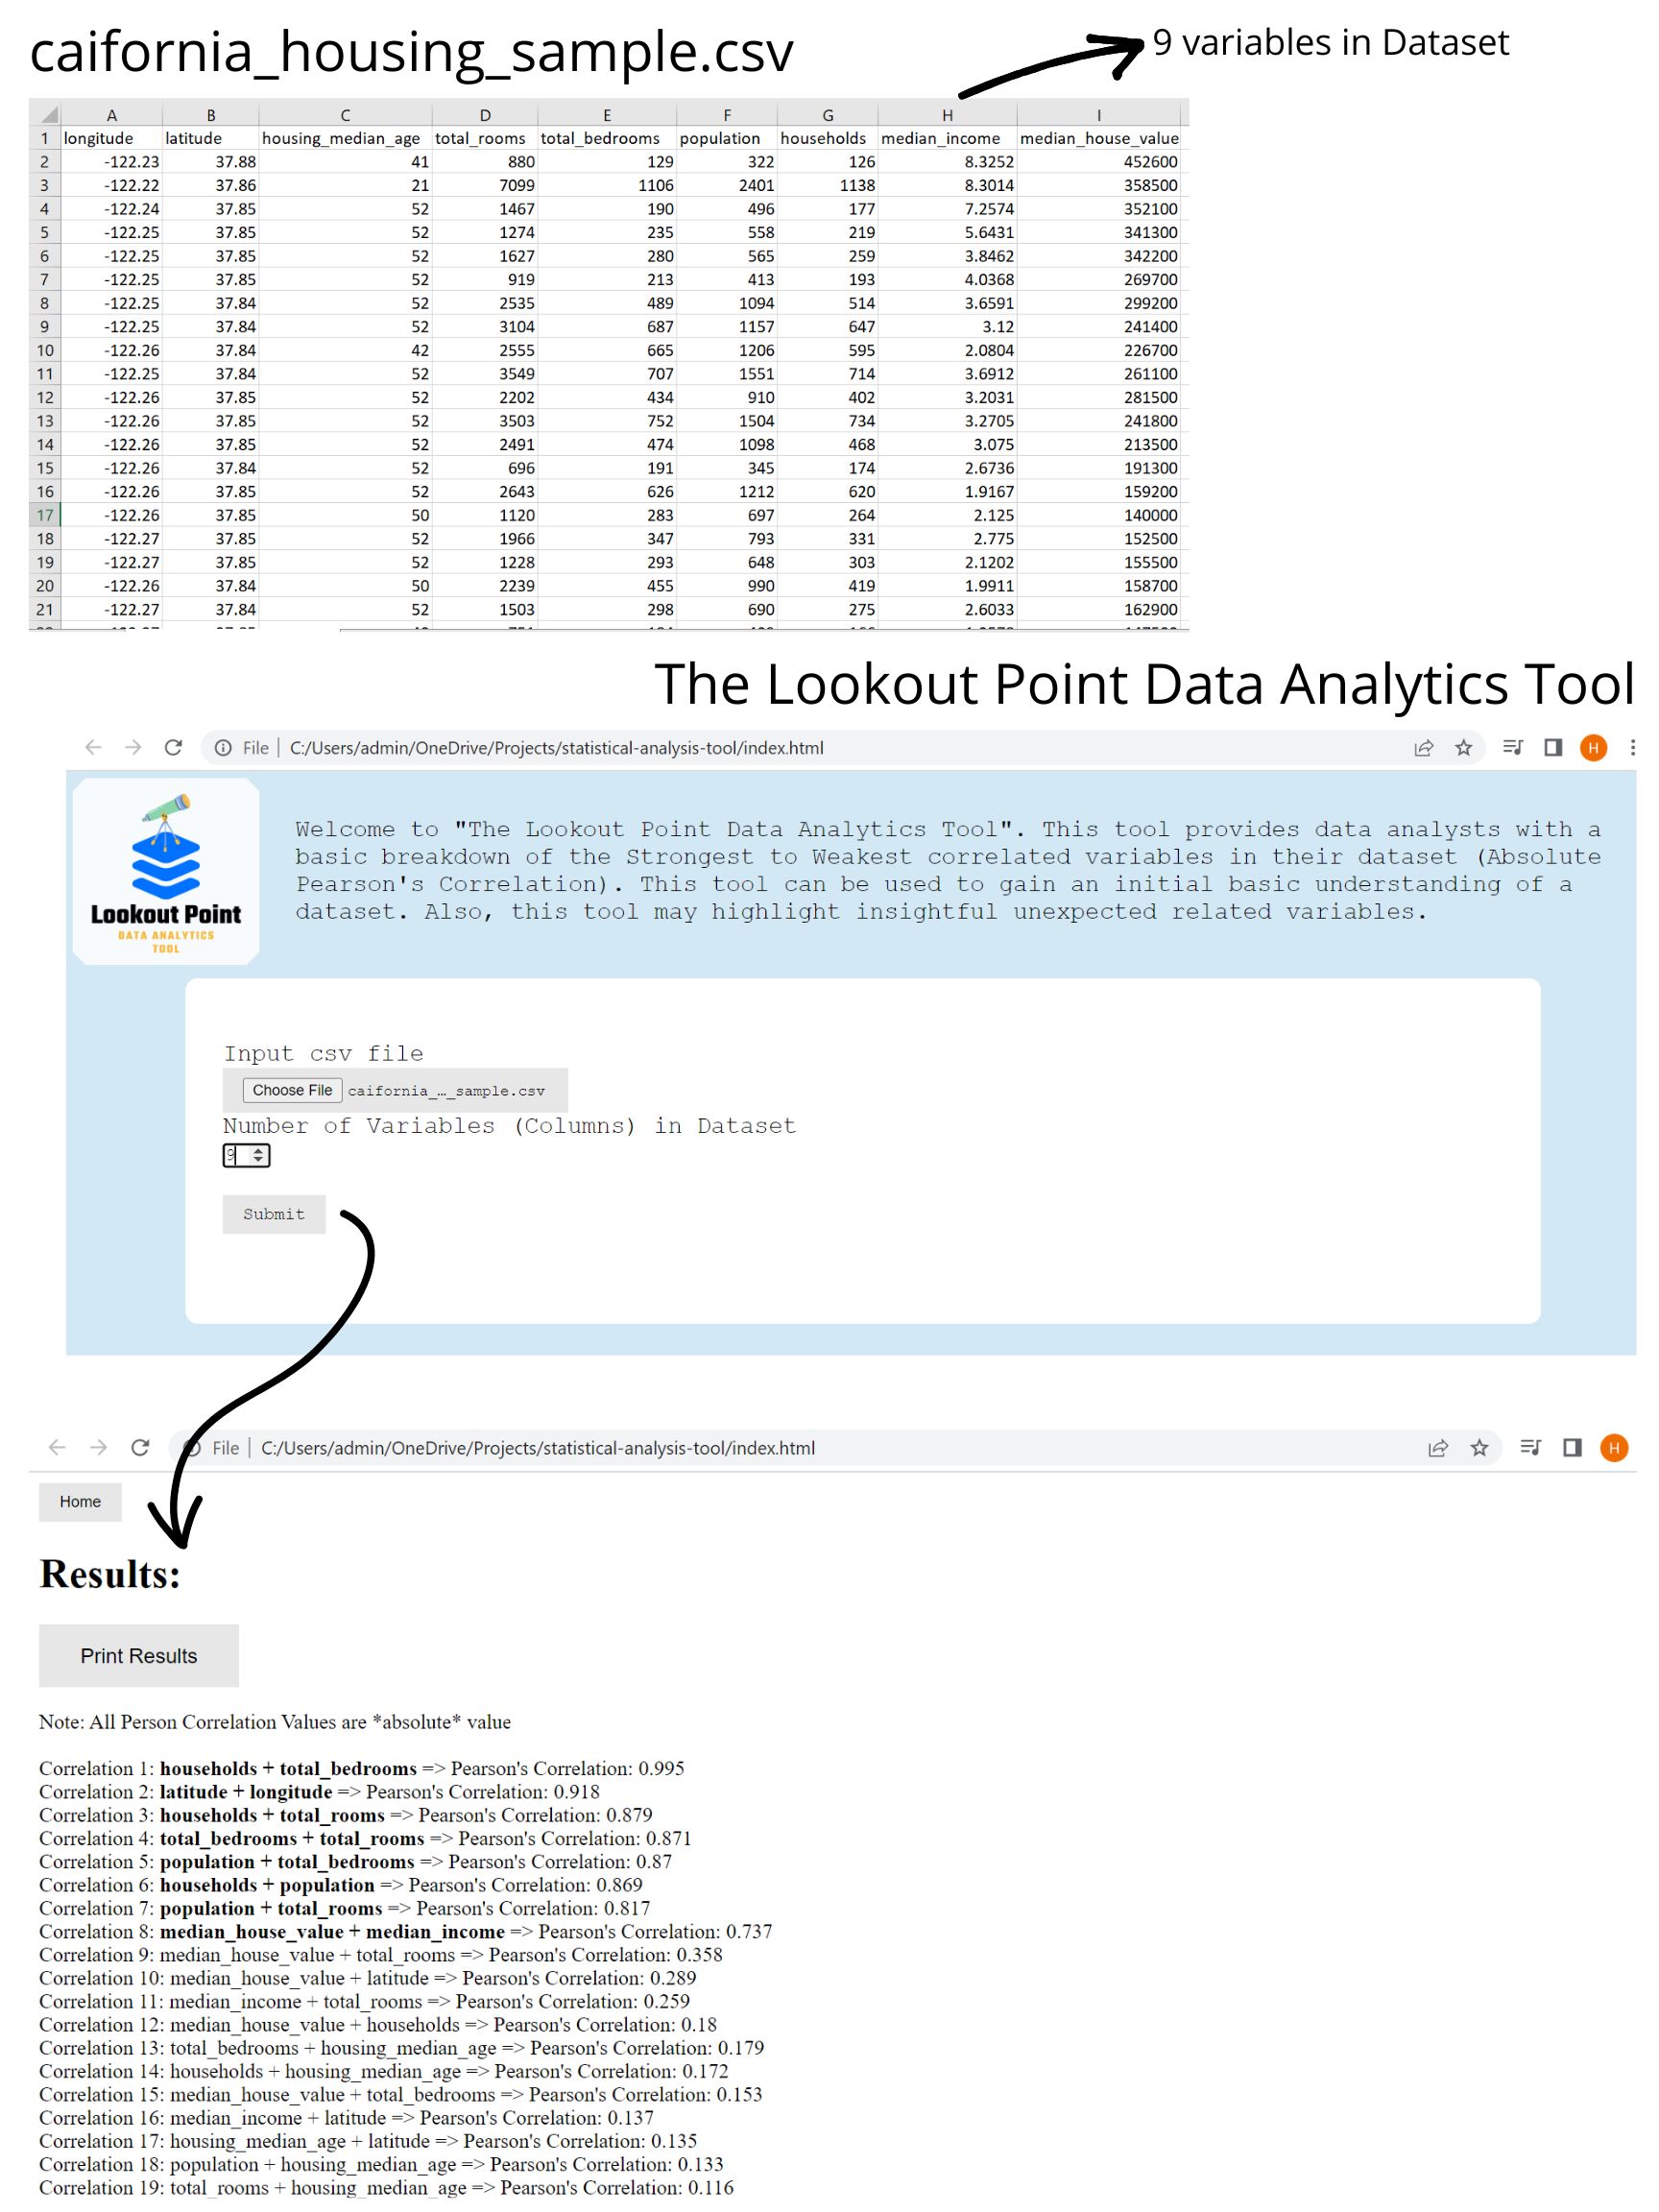 caifornia_housing_sample.csv
9 variables in Dataset
A B C D E F G H I
1 longitude latitude housing_median_age total_rooms total_bedrooms population households median_income median_house_value
2 -122.23 37.88 41 880 129 322 126 8.3252 452600
3 -122.22 37.86 21 7099 1106 2401 1138 8.3014 358500
4 -122.24 37.85 52 1467 190 496 177 7.2574 352100
5 -122.25 37.85 52 1274 235 558 219 5.6431 341300
6 -122.25 37.85 52 1627 280 565 259 3.8462 342200
7 -122.25 37.85 52 919 213 413 193 4.0368 269700
8 -122.25 37.84 52 2535 489 1094 514 3.6591 299200
9 -122.25 37.84 52 3104 687 1157 647 3.12 241400
10 -122.26 37.84 42 2555 665 1206 595 2.0804 226700
11 -122.25 37.84 52 3549 707 1551 714 3.6912 261100
12 -122.26 37.85 52 2202 434 910 402 3.2031 281500
13 -122.26 37.85 52 3503 752 1504 734 3.2705 241800
14 -122.26 37.85 52 2491 474 1098 468 3.075 213500
15 -122.26 37.84 52 696 191 345 174 2.6736 191300
16 -122.26 37.85 52 2643 626 1212 620 1.9167 159200
17 -122.26 37.85 50 1120 283 697 264 2.125 140000
18 -122.27 37.85 52 1966 347 793 331 2.775 152500
19 -122.27 37.85 52 1228 293 648 303 2.1202 155500
20 -122.26 37.84 50 2239 455 990 419 1.9911 158700
21 -122.27 37.84 52 1503 298 690 275 2.6033 162900
The Lookout Point Data Analytics Tool
File C:/Users/admin/OneDrive/Projects/statistical-analysis-tool/index.html H
Lookout Point
DATA ANALYTICS
TOOL
Welcome to "The Lookout Point Data Analytics Tool". This tool provides data analysts with a
basic breakdown of the Strongest to Weakest correlated variables in their dataset (Absolute
Pearson's Correlation). This tool can be used to gain an initial basic understanding of a
dataset. Also, this tool may highlight insightful unexpected related variables.
Input csv file
Choose File caifornia_..._sample.csv
Number of Variables (Columns) in Dataset
9
Submit
File C:/Users/admin/OneDrive/Projects/statistical-analysis-tool/index.html H
Home
Results:
Print Results
Note: All Person Correlation Values are *absolute* value
Correlation 1: households + total_bedrooms => Pearson's Correlation: 0.995
Correlation 2: latitude + longitude => Pearson's Correlation: 0.918
Correlation 3: households + total_rooms => Pearson's Correlation: 0.879
Correlation 4: total_bedrooms + total_rooms => Pearson's Correlation: 0.871
Correlation 5: population + total_bedrooms => Pearson's Correlation: 0.87
Correlation 6: households + population => Pearson's Correlation: 0.869
Correlation 7: population + total_rooms => Pearson's Correlation: 0.817
Correlation 8: median_house_value + median_income => Pearson's Correlation: 0.737
Correlation 9: median_house_value + total_rooms => Pearson's Correlation: 0.358
Correlation 10: median_house_value + latitude => Pearson's Correlation: 0.289
Correlation 11: median_income + total_rooms => Pearson's Correlation: 0.259
Correlation 12: median_house_value + households => Pearson's Correlation: 0.18
Correlation 13: total_bedrooms + housing_median_age => Pearson's Correlation: 0.179
Correlation 14: households + housing_median_age => Pearson's Correlation: 0.172
Correlation 15: median_house_value + total_bedrooms => Pearson's Correlation: 0.153
Correlation 16: median_income + latitude => Pearson's Correlation: 0.137
Correlation 17: housing_median_age + latitude => Pearson's Correlation: 0.135
Correlation 18: population + housing_median_age => Pearson's Correlation: 0.133
Correlation 19: total_rooms + housing_median_age => Pearson's Correlation: 0.116